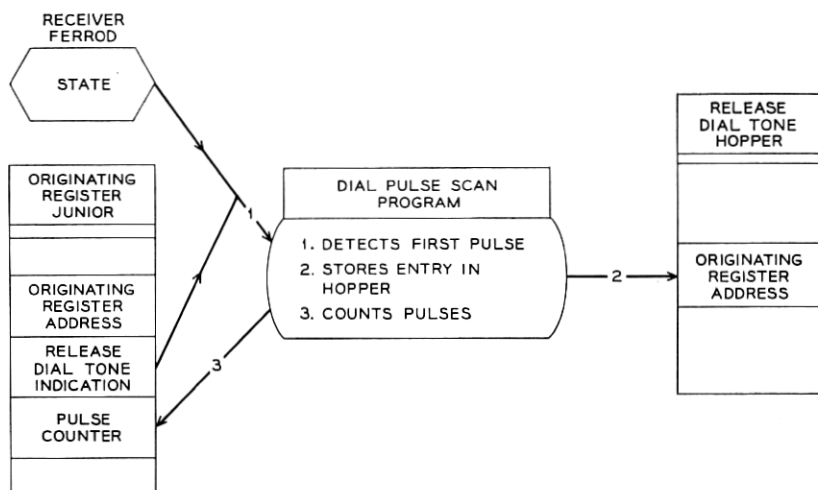 RECEIVER
FERROD
STATE
ORIGINATING
REGISTER
JUNIOR
ORIGINATING
REGISTER
ADDRESS
RELEASE
DIAL TONE
INDICATION
PULSE
COUNTER
1
3
DIAL PULSE SCAN
PROGRAM
1. DETECTS FIRST PULSE
2. STORES ENTRY IN
HOPPER
3. COUNTS PULSES
2
RELEASE
DIAL TONE
HOPPER
ORIGINATING
REGISTER
ADDRESS